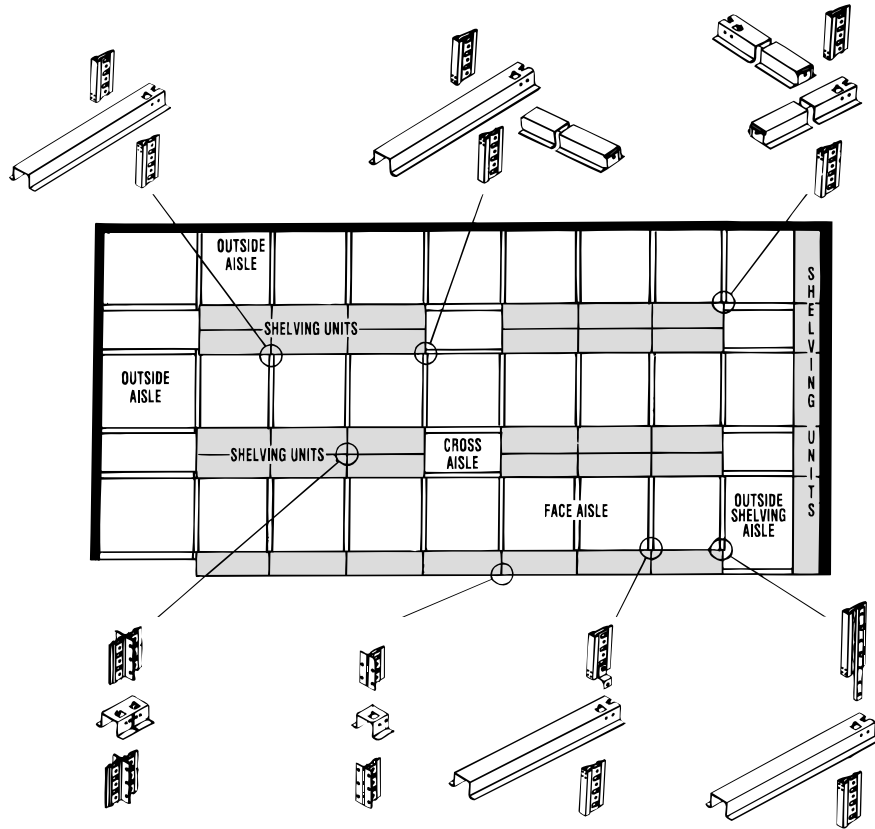 OUTSIDE
AISLE
SHELVING UNITS
OUTSIDE
AISLE
SHELVING UNITS
CROSS
AISLE
FACE AISLE
OUTSIDE
SHELVING
AISLE
SHELVING UNITS